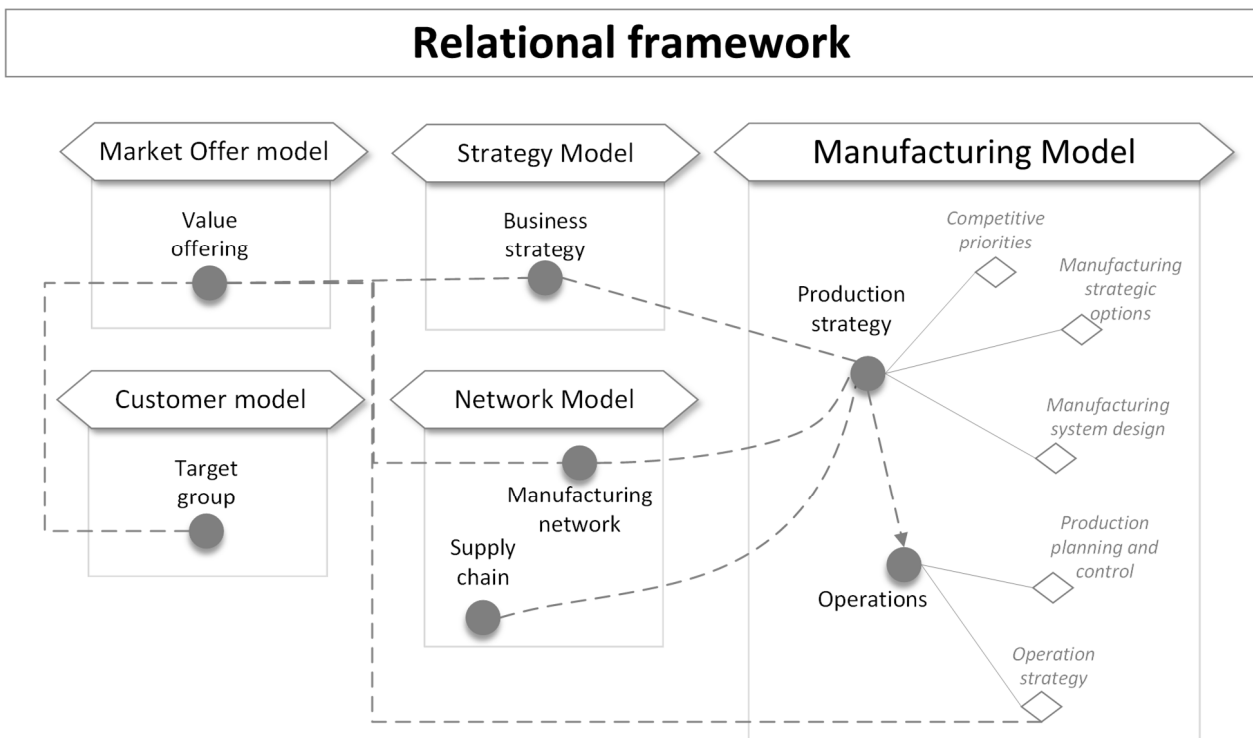 Relational framework
Market Offer model
Value
offering
Customer model
Target
group
Strategy Model
Business
strategy
Network Model
Manufacturing
network
Supply
chain
Manufacturing Model
Production
strategy
Competitive
priorities
Manufacturing
strategic
options
Manufacturing
system design
Operations
Production
planning and
control
Operation
strategy